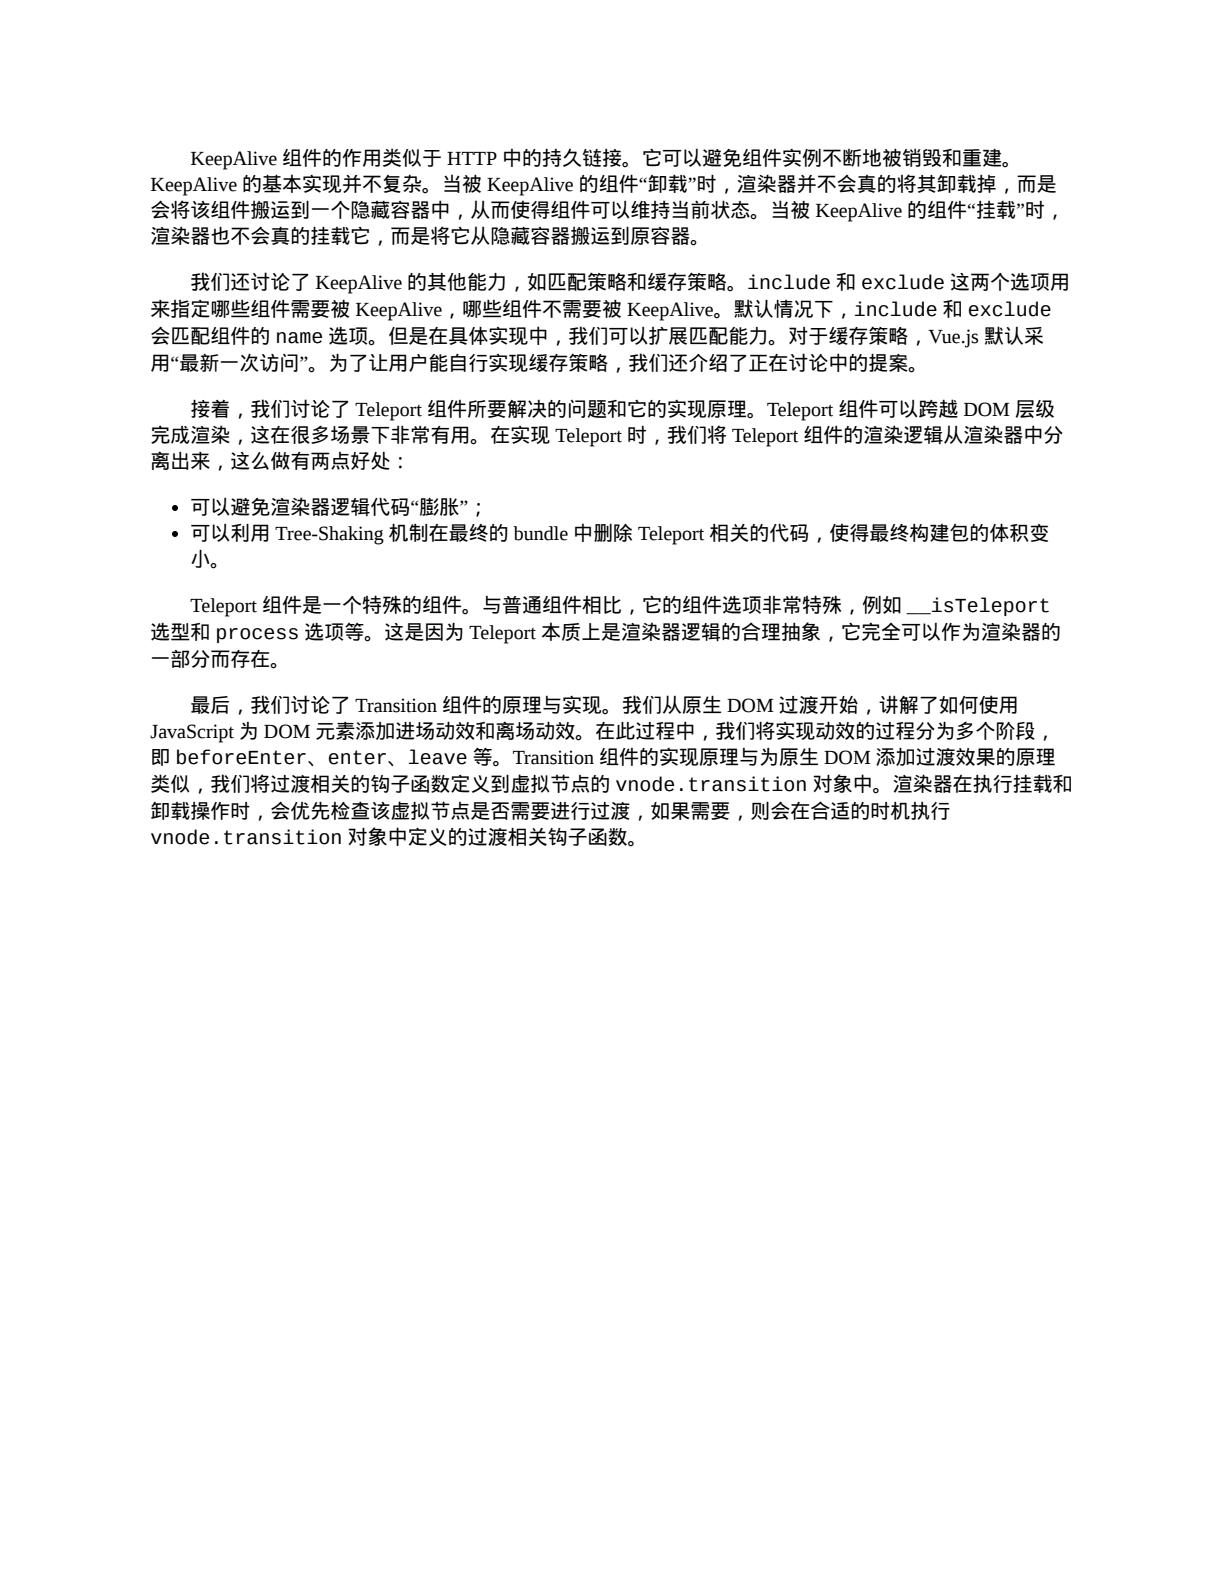 KeepAlive 组件的作用类似于 HTTP 中的持久链接。它可以避免组件实例不断地被销毁和重建。
KeepAlive 的基本实现并不复杂。当被 KeepAlive 的组件“卸载”时，渲染器并不会真的将其卸载掉，而是
会将该组件搬运到一个隐藏容器中，从而使得组件可以维持当前状态。当被 KeepAlive 的组件“挂载”时，
渲染器也不会真的挂载它，而是将它从隐藏容器搬运到原容器。
我们还讨论了 KeepAlive 的其他能力，如匹配策略和缓存策略。include 和 exclude 这两个选项用
来指定哪些组件需要被 KeepAlive，哪些组件不需要被 KeepAlive。默认情况下，include 和 exclude
会匹配组件的 name 选项。但是在具体实现中，我们可以扩展匹配能力。对于缓存策略，Vue.js 默认采
用“最新一次访问”。为了让用户能自行实现缓存策略，我们还介绍了正在讨论中的提案。
接着，我们讨论了 Teleport 组件所要解决的问题和它的实现原理。Teleport 组件可以跨越 DOM 层级
完成渲染，这在很多场景下非常有用。在实现 Teleport 时，我们将 Teleport 组件的渲染逻辑从渲染器中分
离出来，这么做有两点好处：
• 可以避免渲染器逻辑代码“膨胀”；
• 可以利用 Tree-Shaking 机制在最终的 bundle 中删除 Teleport 相关的代码，使得最终构建包的体积变
小。
Teleport 组件是一个特殊的组件。与普通组件相比，它的组件选项非常特殊，例如 __isTeleport
选型和 process 选项等。这是因为 Teleport 本质上是渲染器逻辑的合理抽象，它完全可以作为渲染器的
一部分而存在。
最后，我们讨论了 Transition 组件的原理与实现。我们从原生 DOM 过渡开始，讲解了如何使用
JavaScript 为 DOM 元素添加进场动效和离场动效。在此过程中，我们将实现动效的过程分为多个阶段，
即 beforeEnter、enter、leave 等。Transition 组件的实现原理与为原生 DOM 添加过渡效果的原理
类似，我们将过渡相关的钩子函数定义到虚拟节点的 vnode.transition 对象中。渲染器在执行挂载和
卸载操作时，会优先检查该虚拟节点是否需要进行过渡，如果需要，则会在合适的时机执行
vnode.transition 对象中定义的过渡相关钩子函数。